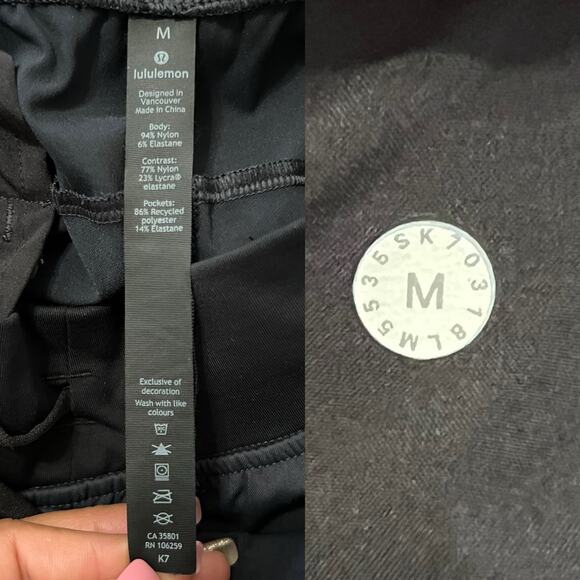 M
lululemon
Designed in
Vancouver
Made in China
Body:
94% Nylon
6% Elastane
Contrast:
77% Nylon
23% Lycra®
elastane
Pockets:
86% Recycled
polyester
14% Elastane
Exclusive of
decoration
Wash with like
colours
CA 35801
RN 106259
K7
LM5535SK70318
M